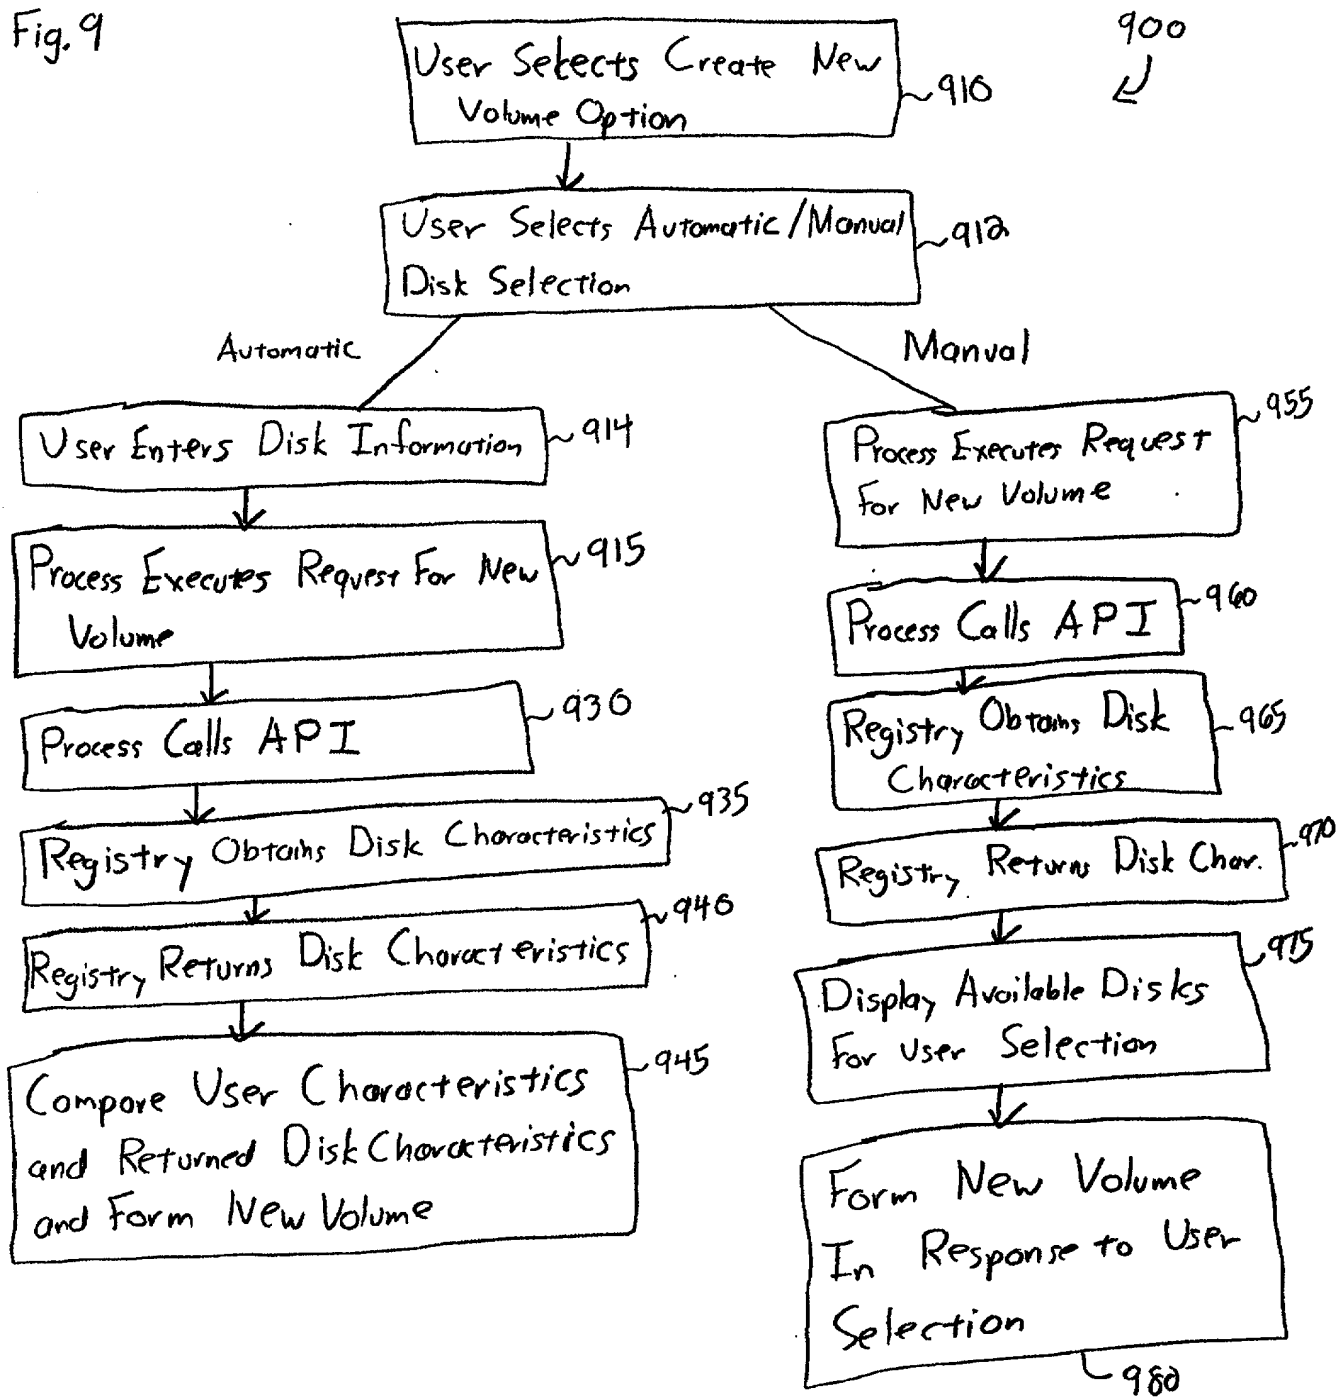 Fig. 9
900
User Selects Create New
Volume Option
910
User Selects Automatic/Manual
Disk Selection
912
Automatic
Manual
User Enters Disk Information
914
Process Executes Request For New
Volume
915
Process Calls API
930
Registry Obtains Disk Characteristics
935
Registry Returns Disk Characteristics
940
Compare User Characteristics
and Returned Disk Characteristics
and Form New Volume
945
Process Executes Request
For New Volume
955
Process Calls API
960
Registry Obtains Disk
Characteristics
965
Registry Returns Disk Char.
970
Display Available Disks
For User Selection
975
Form New Volume
In Response to User
Selection
980